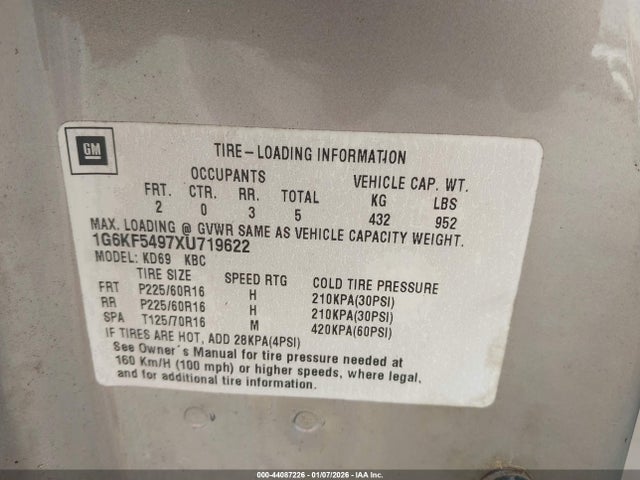 GM
TIRE-LOADING INFORMATION
OCCUPANTS VEHICLE CAP. WT.
FRT. CTR. RR. TOTAL KG LBS
2 0 3 5 432 952
MAX. LOADING @ GVWR SAME AS VEHICLE CAPACITY WEIGHT.
1G6KF5497XU719622
MODEL: KD69 KBC
TIRE SIZE SPEED RTG COLD TIRE PRESSURE
FRT P225/60R16 H 210KPA(30PSI)
RR P225/60R16 H 210KPA(30PSI)
SPA T125/70R16 M 420KPA(60PSI)
IF TIRES ARE HOT, ADD 28KPA(4PSI)
See Owner's Manual for tire pressure needed at
160 Km/H (100 mph) or higher speeds, where legal,
and for additional tire information.
000-44087226 - 01/07/2026 - IAA Inc.